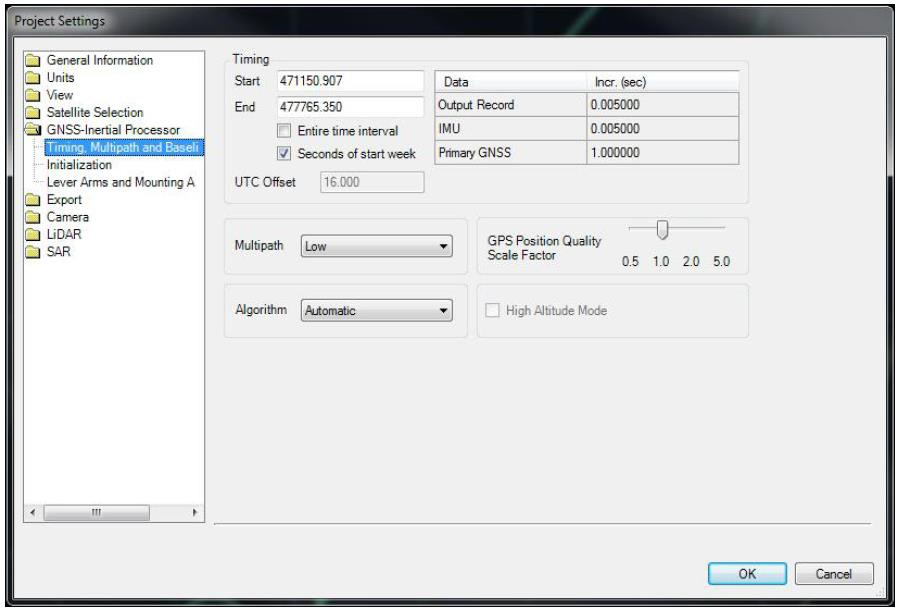 Project Settings
General Information
Units
View
Satellite Selection
GNSS-Inertial Processor
Timing, Multipath and Baseli
Initialization
Lever Arms and Mounting A
Export
Camera
LiDAR
SAR
Timing
Start 471150.907
End 477765.350
Entire time interval
Seconds of start week
UTC Offset 16.000
Data Incr. (sec)
Output Record 0.005000
IMU 0.005000
Primary GNSS 1.000000
Multipath Low
GPS Position Quality
Scale Factor
0.5 1.0 2.0 5.0
Algorithm Automatic
High Altitude Mode
OK Cancel